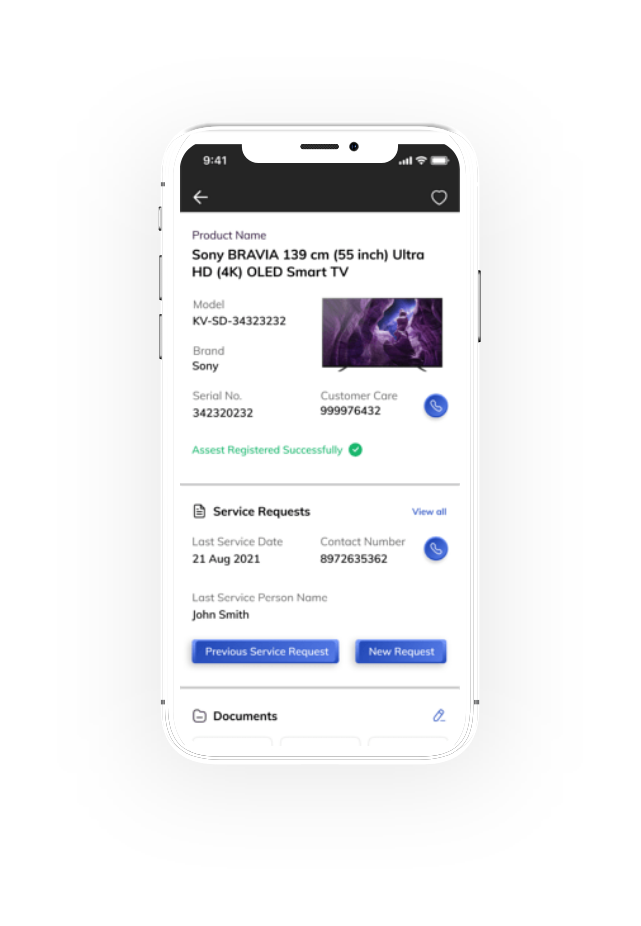 9:41
Product Name
Sony BRAVIA 139 cm (55 inch) Ultra
HD (4K) OLED Smart TV
Model
KV-SD-34323232
Brand
Sony
Serial No.
342320232
Customer Care
999976432
Assest Registered Successfully
Service Requests
View all
Last Service Date
21 Aug 2021
Contact Number
8972635362
Last Service Person Name
John Smith
Previous Service Request
New Request
Documents